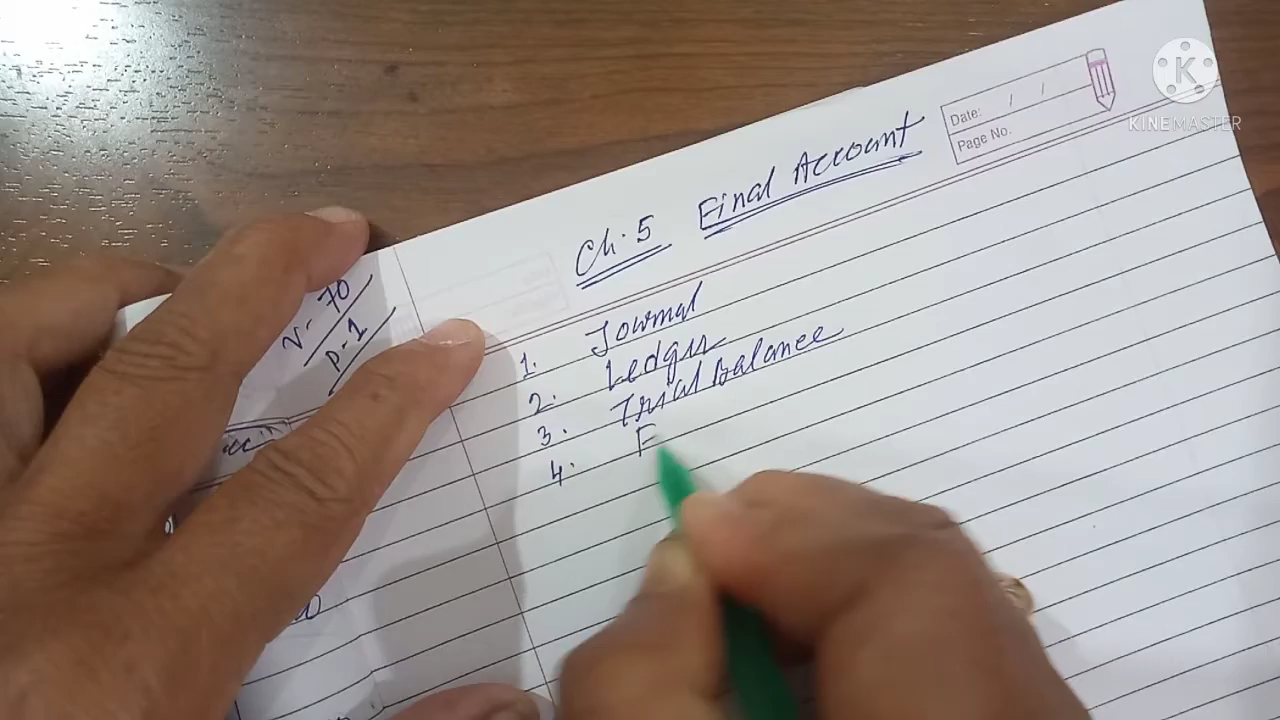 KINEMASTER
Date: / /
Page No.
Ch. 5 Final Account
V- 70
P-1
1. Journal
2. Ledger
3. Trial Balance
4. F